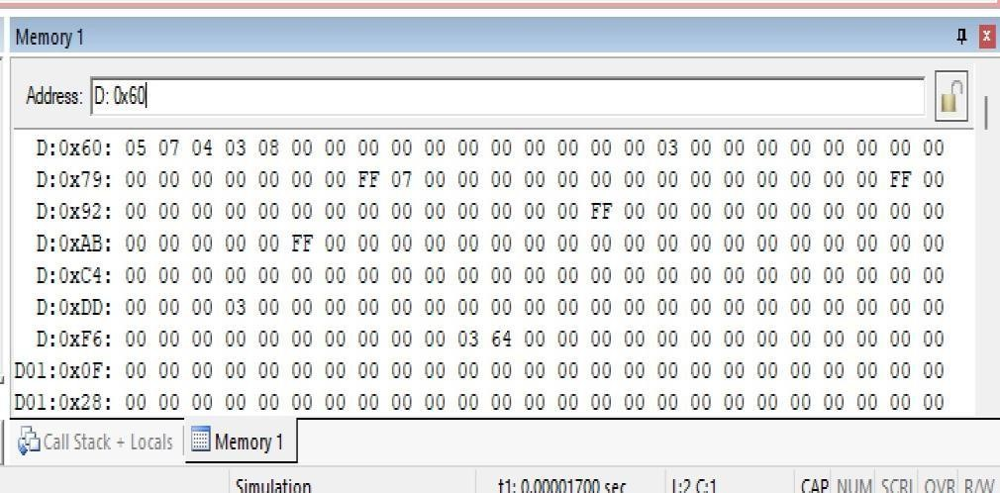 Memory 1
Address: D: 0x60
D:0x60: 05 07 04 03 08 00 00 00 00 00 00 00 00 00 00 00 03 00 00 00 00 00 00 00 00
D:0x79: 00 00 00 00 00 00 00 FF 07 00 00 00 00 00 00 00 00 00 00 00 00 00 00 FF 00
D:0x92: 00 00 00 00 00 00 00 00 00 00 00 00 00 00 FF 00 00 00 00 00 00 00 00 00 00
D:0xAB: 00 00 00 00 00 FF 00 00 00 00 00 00 00 00 00 00 00 00 00 00 00 00 00 00 00
D:0xC4: 00 00 00 00 00 00 00 00 00 00 00 00 00 00 00 00 00 00 00 00 00 00 00 00 00
D:0xDD: 00 00 00 03 00 00 00 00 00 00 00 00 00 00 00 00 00 00 00 00 00 00 00 00 00
D:0xF6: 00 00 00 00 00 00 00 00 00 00 03 64 00 00 00 00 00 00 00 00 00 00 00 00 00
D01:0x0F: 00 00 00 00 00 00 00 00 00 00 00 00 00 00 00 00 00 00 00 00 00 00 00 00 00
D01:0x28: 00 00 00 00 00 00 00 00 00 00 00 00 00 00 00 00 00 00 00 00 00 00 00 00 00
Call Stack + Locals Memory 1
Simulation t1: 0.00001700 sec L:2 C:1 CAP NUM SCRL OVR R/W